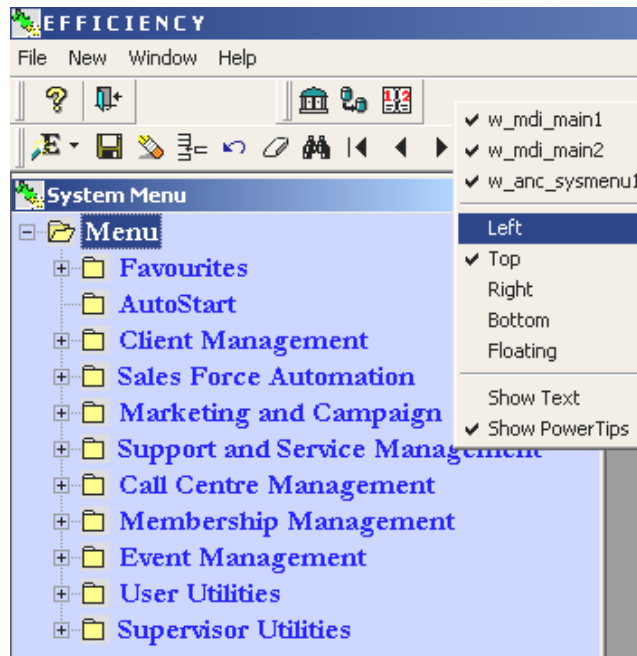 EFFICIENCY
File New Window Help
w_mdi_main1
w_mdi_main2
w_anc_sysmenu1
System Menu
Menu
Left
Favourites
Top
AutoStart
Right
Client Management
Bottom
Sales Force Automation
Floating
Marketing and Campaign
Show Text
Support and Service Management
Show PowerTips
Call Centre Management
Membership Management
Event Management
User Utilities
Supervisor Utilities